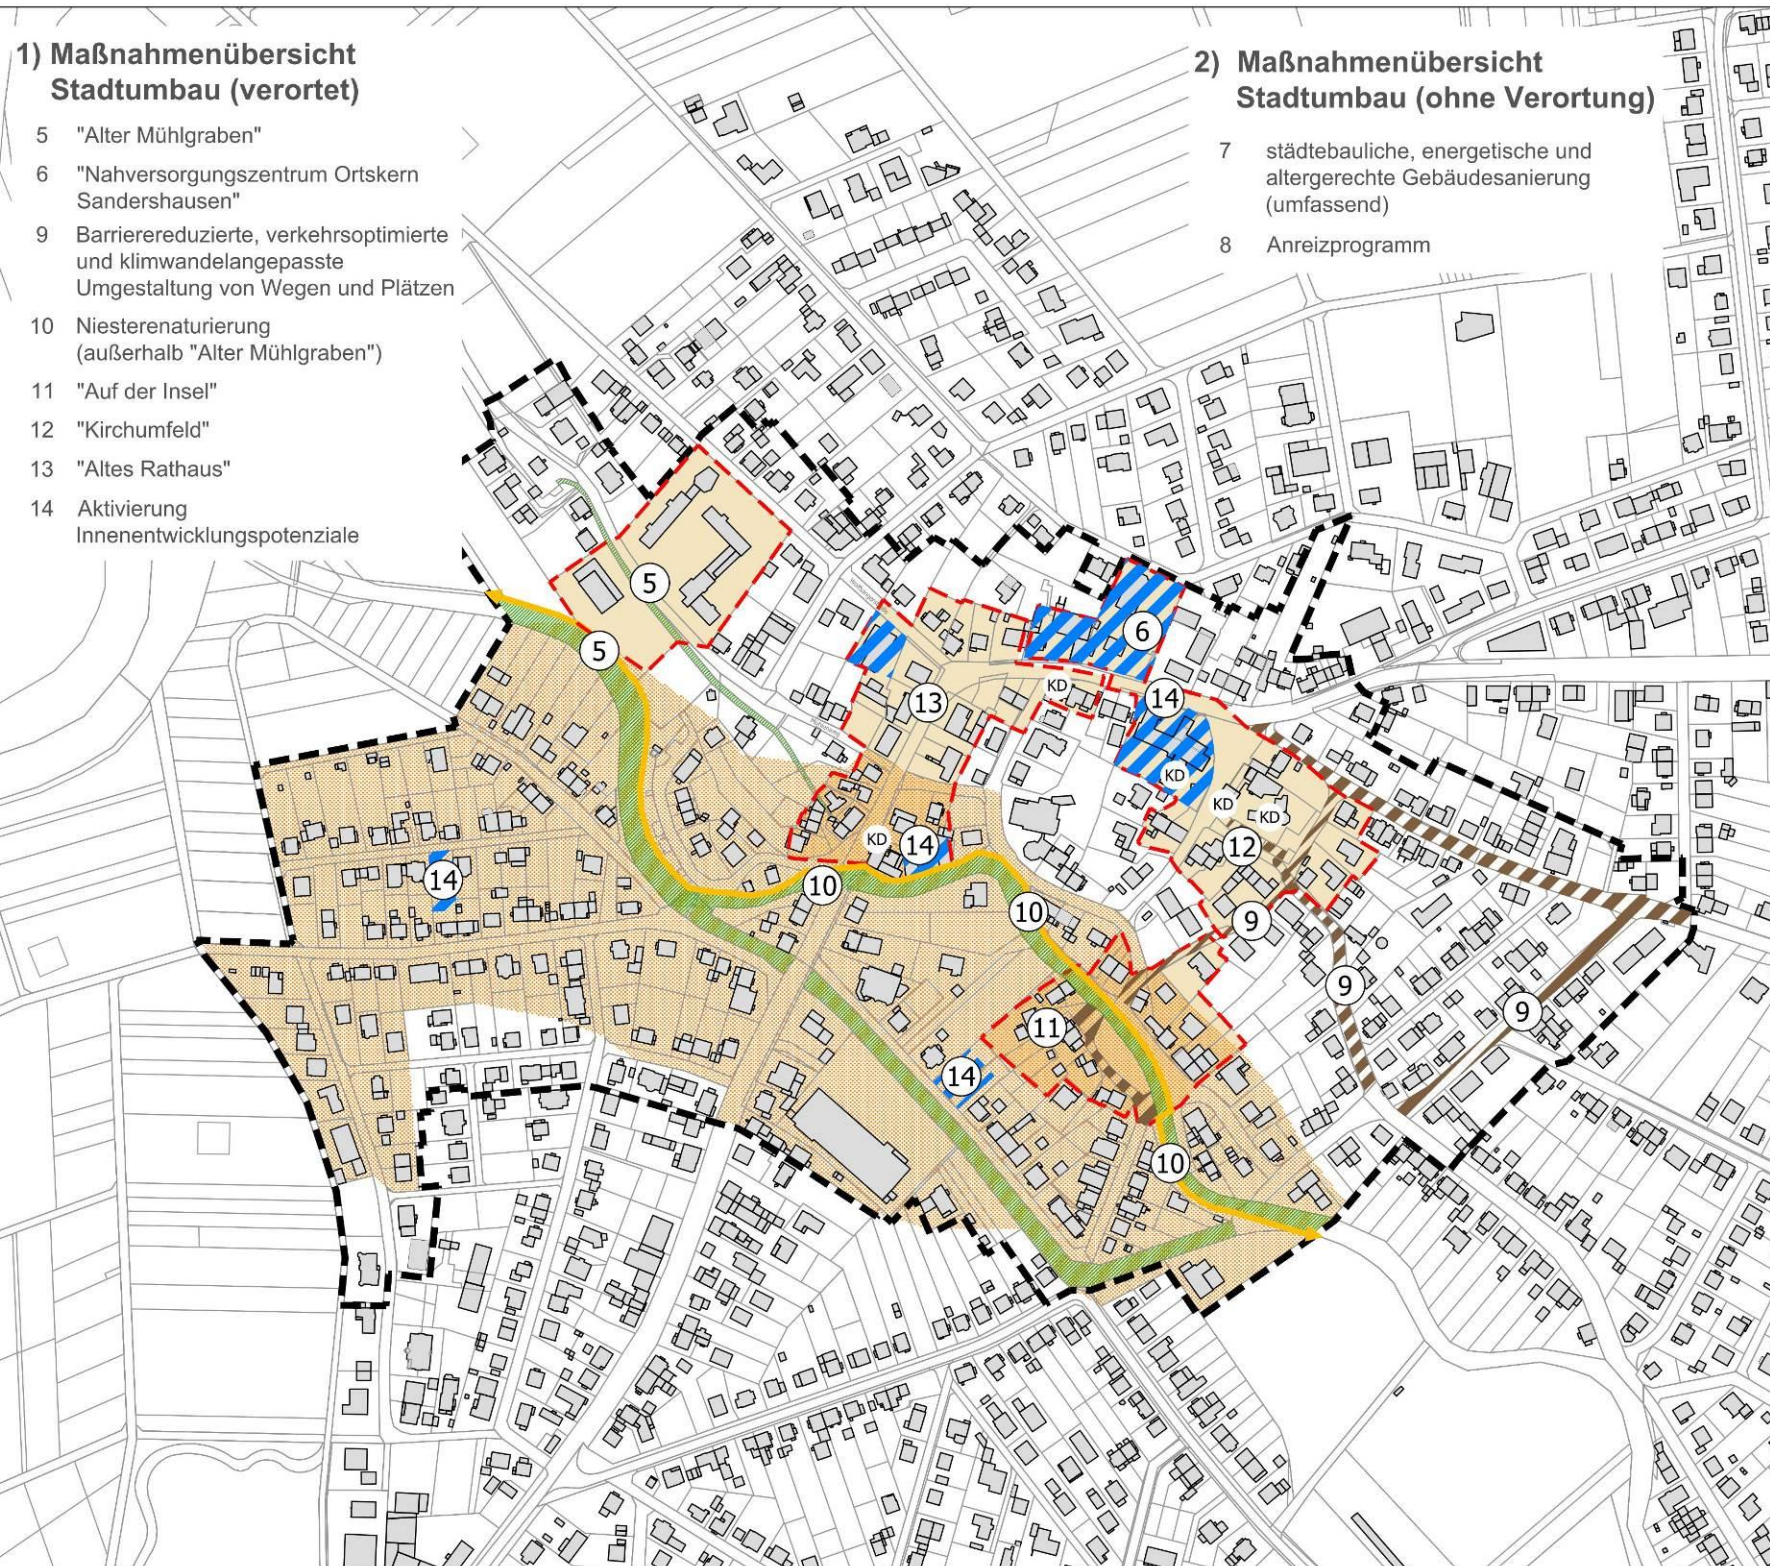 1) Maßnahmenübersicht
Stadtumbau (verortet)
5 "Alter Mühlgraben"
6 "Nahversorgungszentrum Ortskern
Sandershausen"
9 Barrierereduzierte, verkehrsoptimierte
und klimwandelangepasste
Umgestaltung von Wegen und Plätzen
10 Niesterenaturierung
(außerhalb "Alter Mühlgraben")
11 "Auf der Insel"
12 "Kirchumfeld"
13 "Altes Rathaus"
14 Aktivierung
Innenentwicklungspotenziale
2) Maßnahmenübersicht
Stadtumbau (ohne Verortung)
7 städtebauliche, energetische und
altergerechte Gebäudesanierung
(umfassend)
8 Anreizprogramm
5
5
6
KD
14
13
KD
KD
KD
12
KD
14
14
10
10
9
9
9
11
14
10